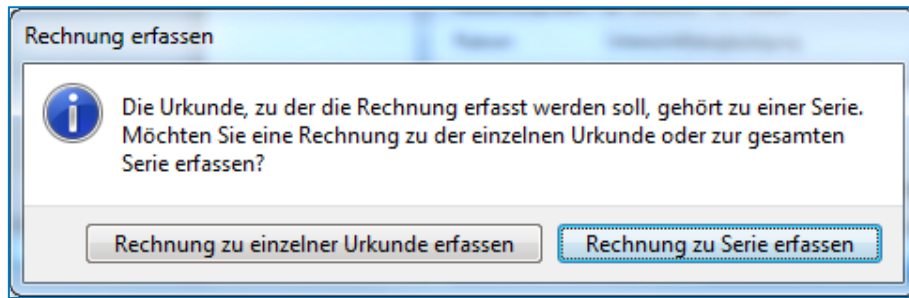 Rechnung erfassen
Die Urkunde, zu der die Rechnung erfasst werden soll, gehört zu einer Serie.
Möchten Sie eine Rechnung zu der einzelnen Urkunde oder zur gesamten
Serie erfassen?
Rechnung zu einzelner Urkunde erfassen
Rechnung zu Serie erfassen